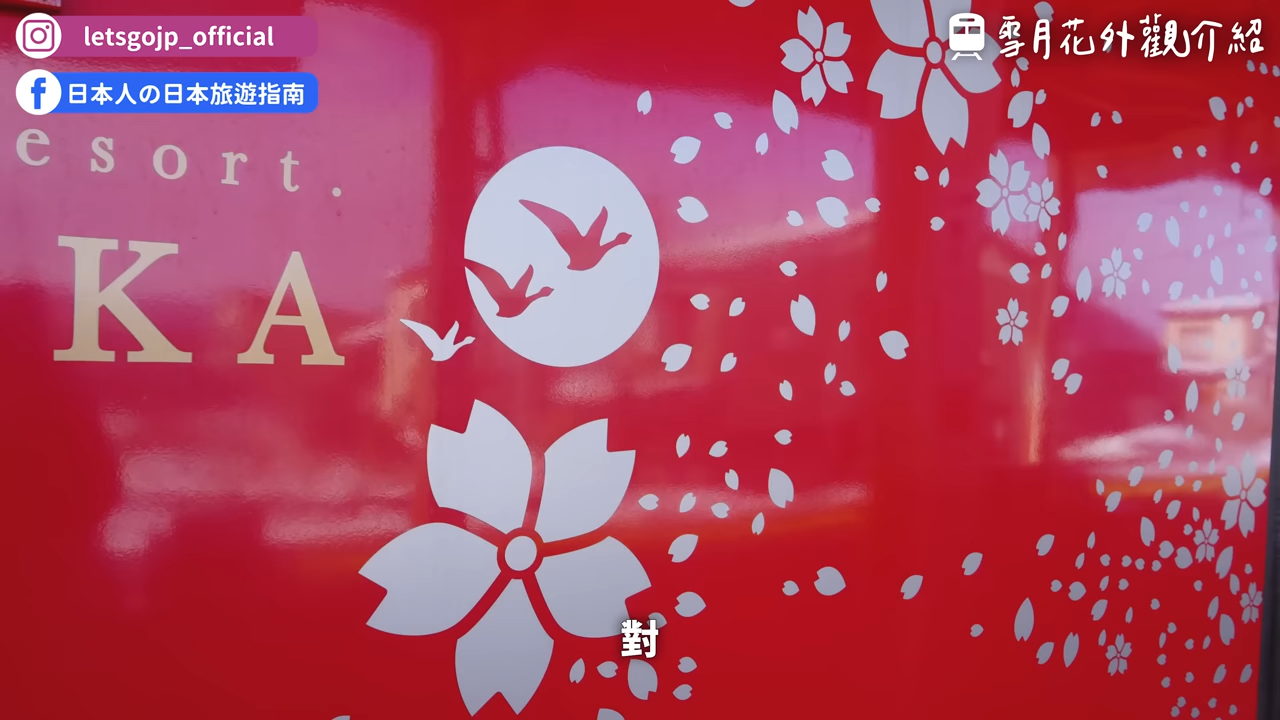 letsgojp_official
日本人の日本旅遊指南
雪月花外觀介紹
esort.
KA
對